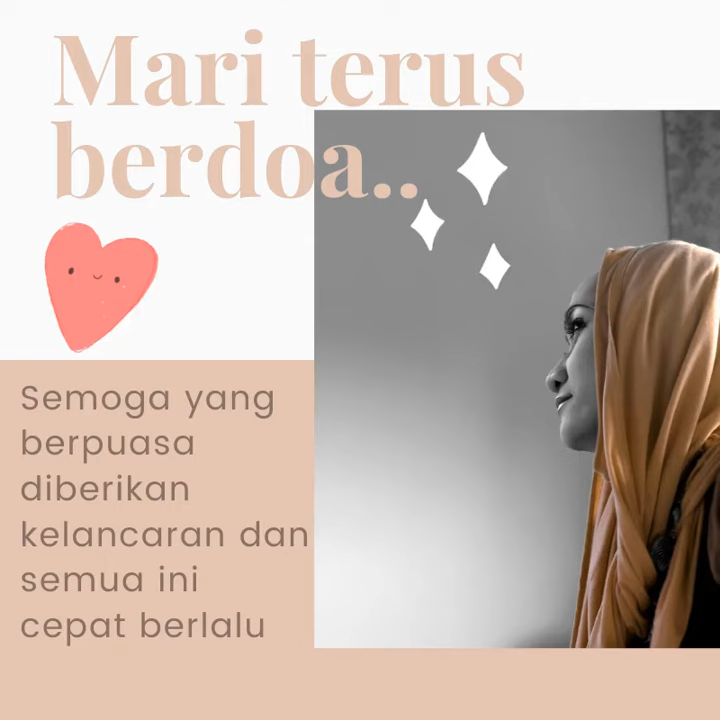 Mari terus
berdoa..
Semoga yang
berpuasa
diberikan
kelancaran dan
semua ini
cepat berlalu